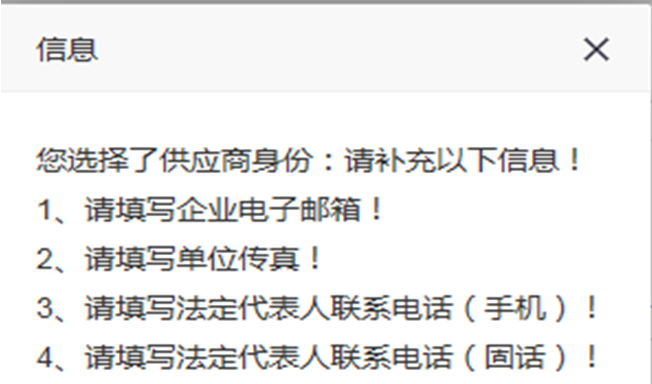 信息
您选择了供应商身份：请补充以下信息！
1、请填写企业电子邮箱！
2、请填写单位传真！
3、请填写法定代表人联系电话（手机）！
4、请填写法定代表人联系电话（固话）！